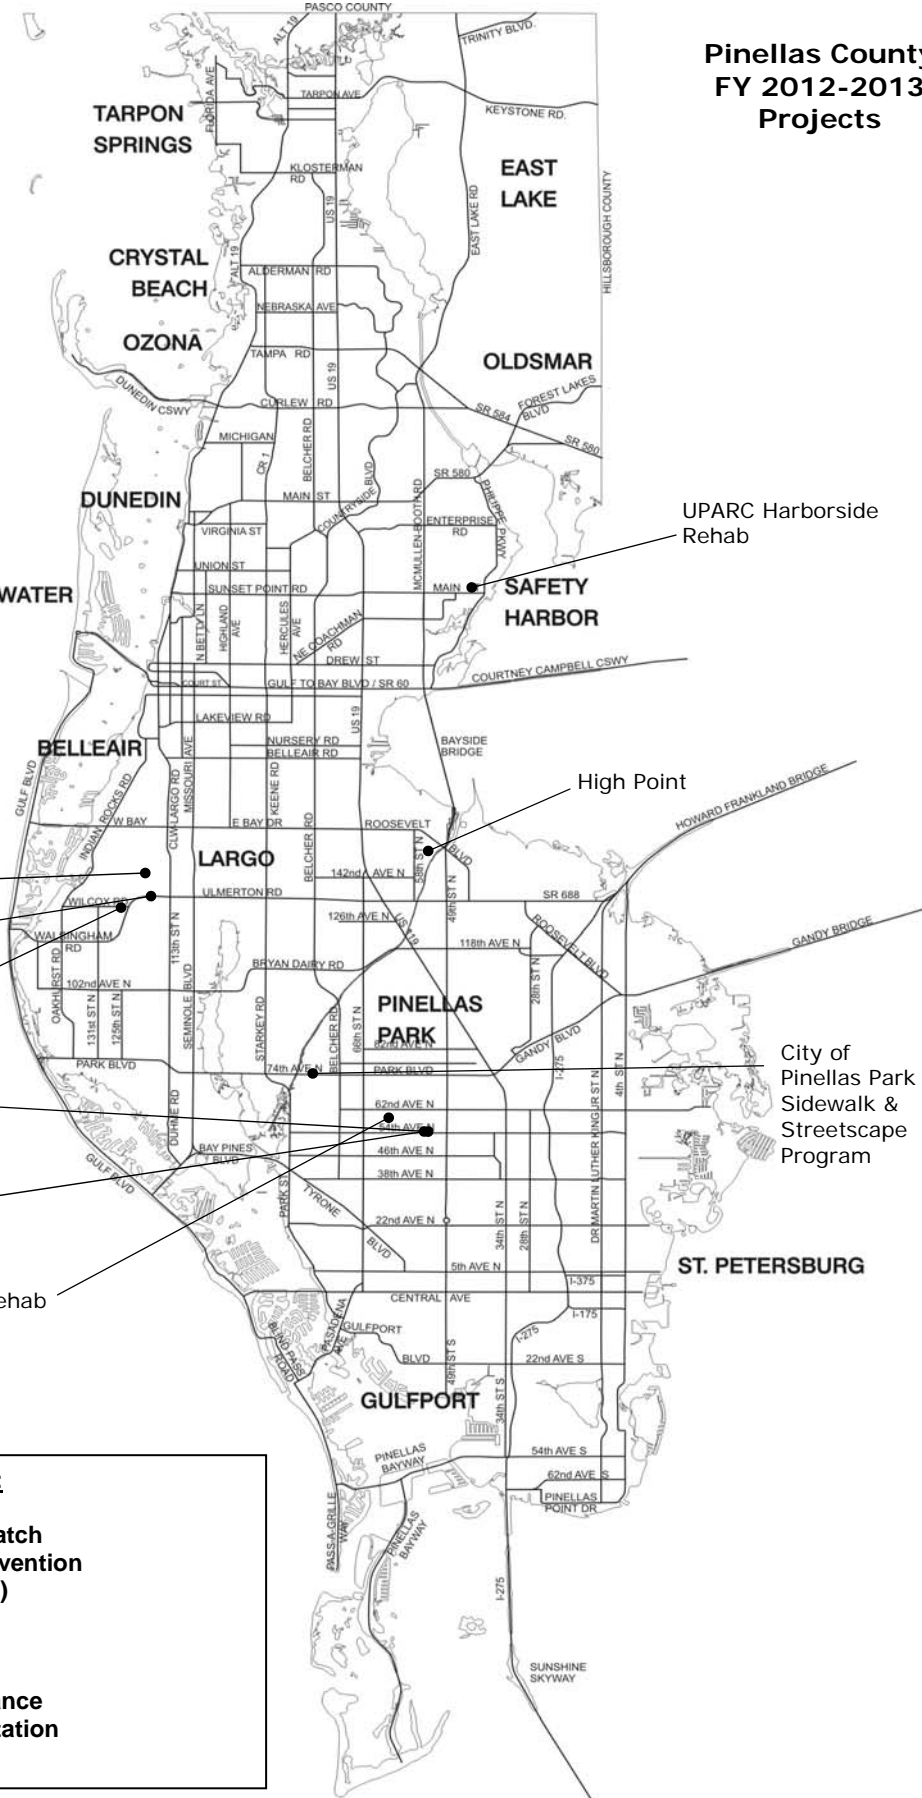 PASCO COUNTY
Pinellas County
FY 2012-2013
Projects
ALT 19
TRINITY BLVD.
FLORIDA AVE
TARPON AVE
KEYSTONE RD.
TARPON
SPRINGS
KLOSTERMAN
RD
EAST
LAKE
US 19
EAST LAKE RD
HILLSBOROUGH COUNTY
CRYSTAL
BEACH
ALT 19
ALDERMAN RD
NEBRASKA AVE
OZONA
TAMPA RD
US 19
OLDSMAR
DUNEDIN CSWY
CURLEW RD
FOREST LAKES
BLVD
SR 584
SR 580
MICHIGAN
CR 1
BELCHER RD
COUNTRYSIDE BLVD
SR 580
DUNEDIN
MAIN ST
MCMULLEN-BOOTH RD
PHILIPPE PKWY
UPARC Harborside
Rehab
VIRGINIA ST
ENTERPRISE
RD
UNION ST
WATER
SUNSET POINT RD
MAIN
SAFETY
HARBOR
N BETTY LN
HIGHLAND
AVE
HERCULES
AVE
NE COACHMAN
RD
DREW ST
COURT ST
GULF TO BAY BLVD / SR 60
COURTNEY CAMPBELL CSWY
LAKEVIEW RD
US 19
BELLEAIR
NURSERY RD
BELLEAIR RD
BAYSIDE
BRIDGE
GULF BLVD
INDIAN ROCKS RD
CLW-LARGO RD
MISSOURI AVE
KEENE RD
High Point
HOWARD FRANKLAND BRIDGE
W BAY
E BAY DR
BELCHER RD
ROOSEVELT
BLVD
LARGO
142nd AVE N
58th ST N
49th ST N
ULMERTON RD
SR 688
WILCOX RD
126th AVE N
US 19
ROOSEVELT BLVD
GANDY BRIDGE
WALSINGHAM
RD
113th ST N
118th AVE N
OAKHURST RD
BRYAN DAIRY RD
28th ST N
102nd AVE N
131st ST N
125th ST N
SEMINOLE BLVD
STARKEY RD
BELCHER RD
66th ST N
PINELLAS
PARK
82nd AVE N
GANDY BLVD
I-275
4th ST N
PARK BLVD
74th AVE N
PARK BLVD
City of
Pinellas Park
Sidewalk &
Streetscape
Program
62nd AVE N
DR MARTIN LUTHER KING JR ST N
DUHME RD
54th AVE N
BAY PINES
BLVD
46th AVE N
38th AVE N
GULF BLVD
PARK ST
TYRONE
BLVD
22nd AVE N
34th ST N
28th ST N
5th AVE N
ST. PETERSBURG
I-375
ehab
CENTRAL AVE
I-175
PASADENA
AVE
GULFPORT
BLVD
I-275
BLIND PASS
ROAD
49th ST S
22nd AVE S
34th ST S
GULFPORT
54th AVE S
PINELLAS
BAYWAY
62nd AVE S
PINELLAS
POINT DR
PASS-A-GRILLE
WAY
PINELLAS
BAYWAY
I-275
atch
vention
)
ance
tation
SUNSHINE
SKYWAY